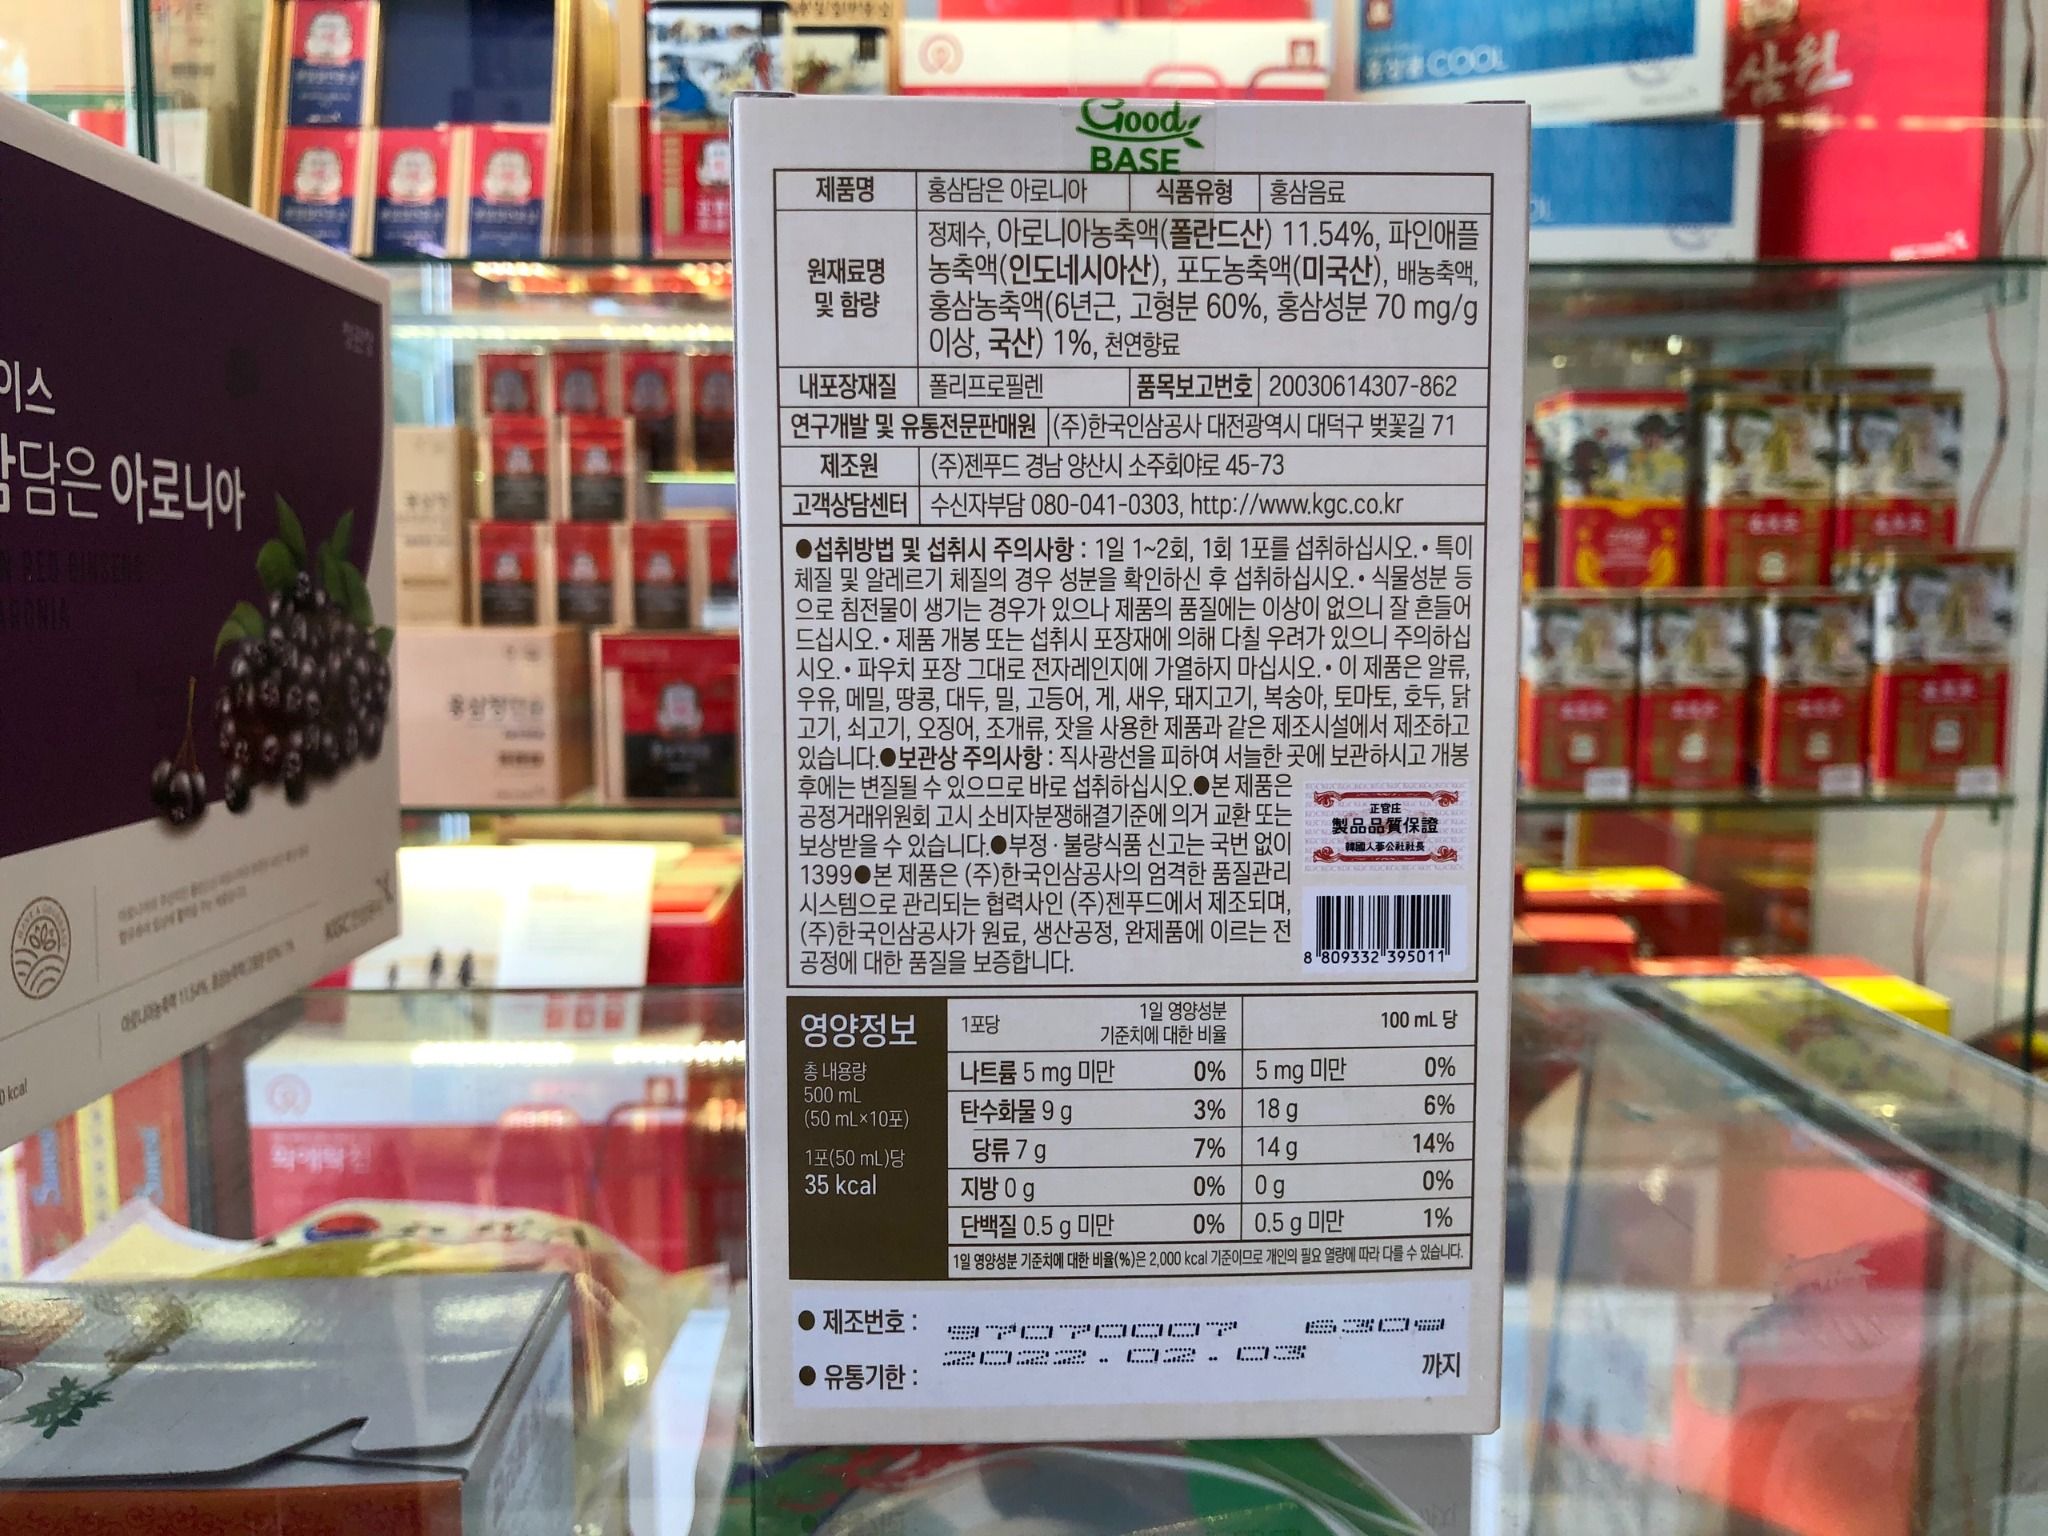 Good
BASE
제품명 홍삼담은 아로니아 식품유형 홍삼음료
원재료명 및 함량
정제수, 아로니아농축액(폴란드산) 11.54%, 파인애플
농축액(인도네시아산), 포도농축액(미국산), 배농축액,
홍삼농축액(6년근, 고형분 60%, 홍삼성분 70 mg/g
이상, 국산) 1%, 천연향료
내포장재질 폴리프로필렌 품목보고번호 20030614307-862
연구개발 및 유통전문판매원 (주)한국인삼공사 대전광역시 대덕구 벚꽃길 71
제조원 (주)젠푸드 경남 양산시 소주회야로 45-73
고객상담센터 수신자부담 080-041-0303, http://www.kgc.co.kr
●섭취방법 및 섭취시 주의사항 : 1일 1~2회, 1회 1포를 섭취하십시오.• 특이
체질 및 알레르기 체질의 경우 성분을 확인하신 후 섭취하십시오.• 식물성분 등
으로 침전물이 생기는 경우가 있으나 제품의 품질에는 이상이 없으니 잘 흔들어
드십시오.• 제품 개봉 또는 섭취시 포장재에 의해 다칠 우려가 있으니 주의하십
시오.• 파우치 포장 그대로 전자레인지에 가열하지 마십시오.• 이 제품은 알류,
우유, 메밀, 땅콩, 대두, 밀, 고등어, 게, 새우, 돼지고기, 복숭아, 토마토, 호두, 닭
고기, 쇠고기, 오징어, 조개류, 잣을 사용한 제품과 같은 제조시설에서 제조하고
있습니다.●보관상 주의사항 : 직사광선을 피하여 서늘한 곳에 보관하시고 개봉
후에는 변질될 수 있으므로 바로 섭취하십시오.●본 제품은
공정거래위원회 고시 소비자분쟁해결기준에 의거 교환 또는
보상받을 수 있습니다.●부정 · 불량식품 신고는 국번 없이
1399●본 제품은 (주)한국인삼공사의 엄격한 품질관리
시스템으로 관리되는 협력사인 (주)젠푸드에서 제조되며,
(주)한국인삼공사가 원료, 생산공정, 완제품에 이르는 전
공정에 대한 품질을 보증합니다.
正官庄
製品品質保證
韓國人蔘公社社長
8 809332 395011
영양정보
총 내용량
500 mL
(50 mL×10포)
1포(50 mL)당
35 kcal
1포당 1일 영양성분 기준치에 대한 비율 100 mL 당
나트륨 5 mg 미만 0% 5 mg 미만 0%
탄수화물 9 g 3% 18 g 6%
당류 7 g 7% 14 g 14%
지방 0 g 0% 0 g 0%
단백질 0.5 g 미만 0% 0.5 g 미만 1%
1일 영양성분 기준치에 대한 비율(%)은 2,000 kcal 기준이므로 개인의 필요 열량에 따라 다를 수 있습니다.
● 제조번호 : 97070007 6309
● 유통기한 : 2022.02.03 까지
이스
담은 아로니아
RED GINSENG
ARONIA
kcal
COOL
삼원